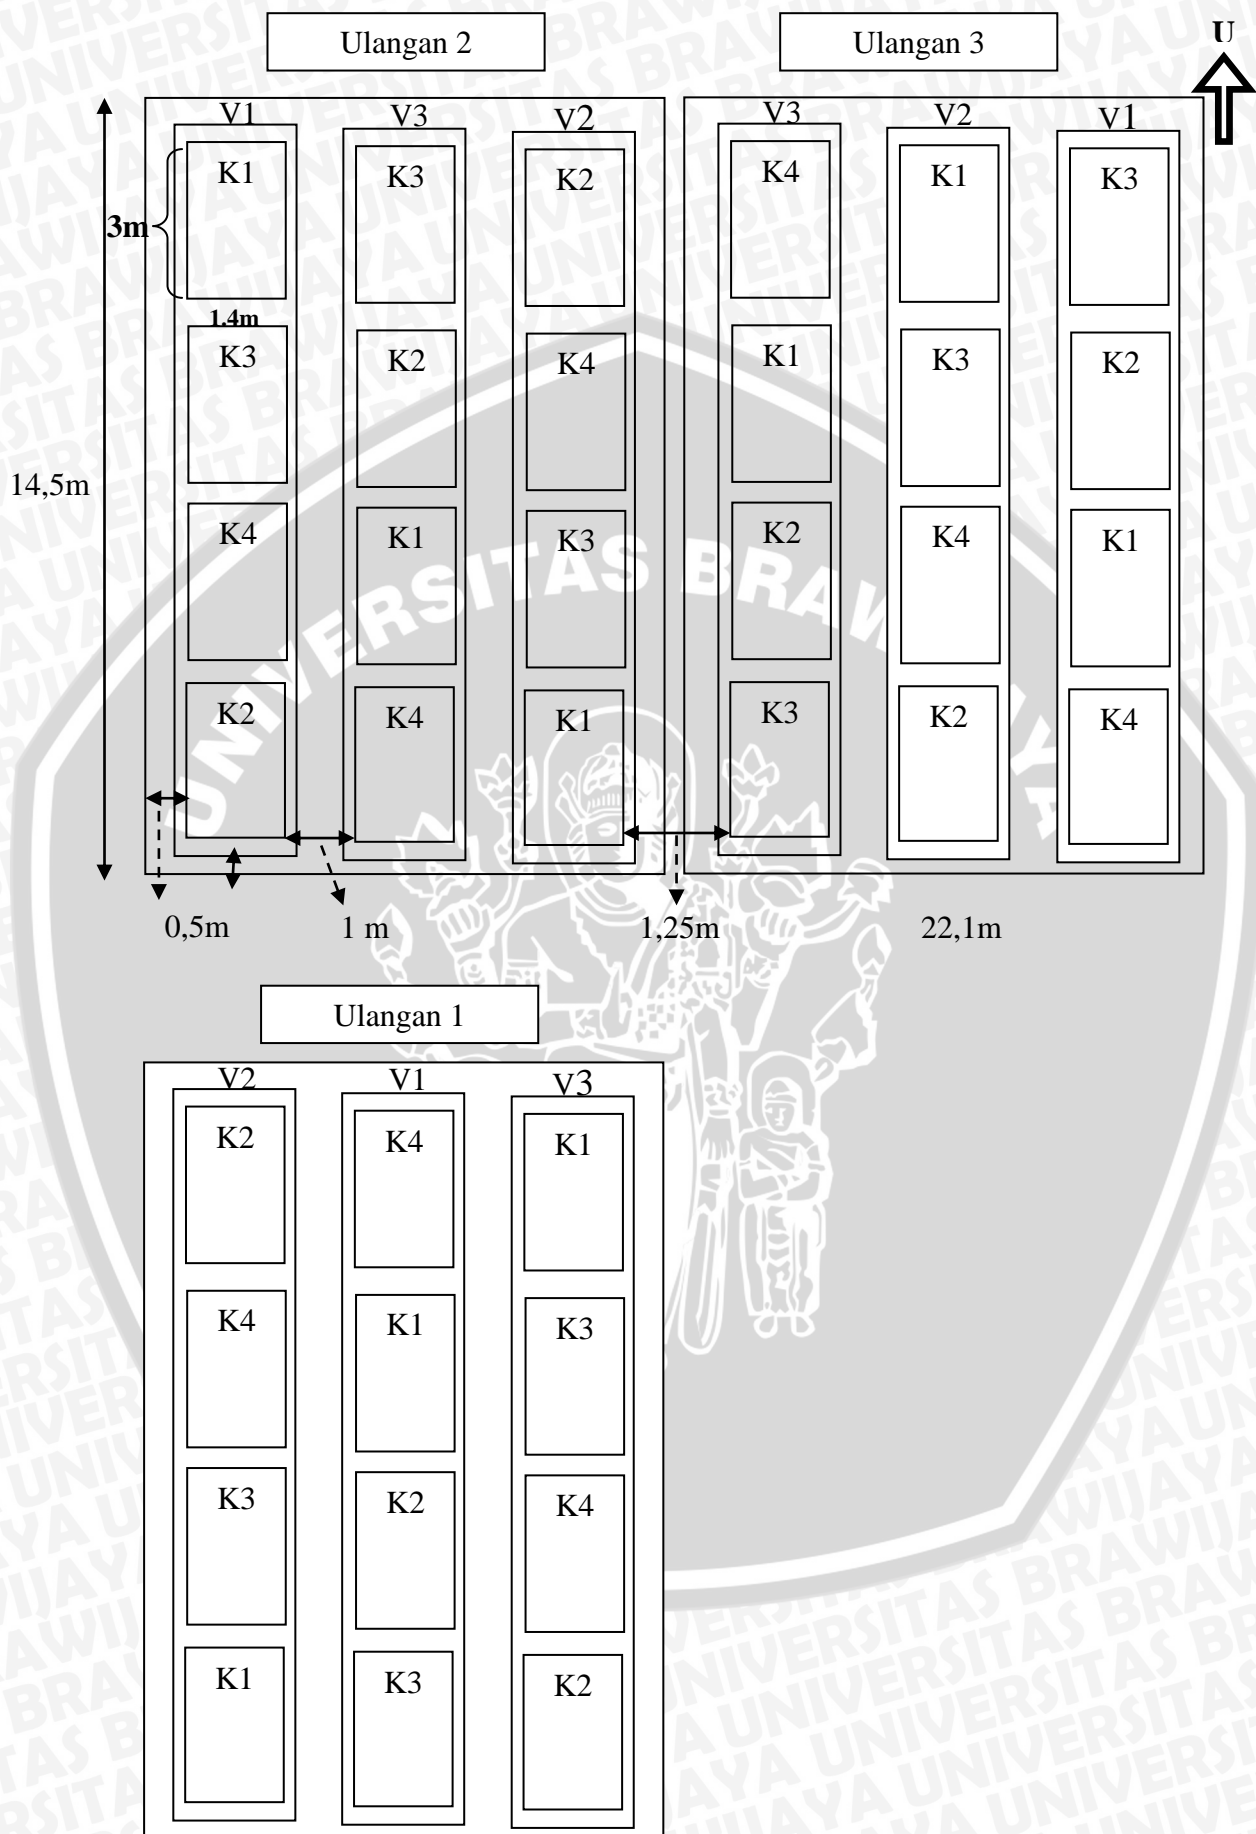 Ulangan 2
Ulangan 3
U
V1 V3 V2 V3 V2 V1
K1 K3 K2 K4 K1 K3
3m
1.4m
K3 K2 K4 K1 K3 K2
14,5m
K4 K1 K3 K2 K4 K1
K2 K4 K1 K3 K2 K4
0,5m 1 m 1,25m 22,1m
Ulangan 1
V2 V1 V3
K2 K4 K1
K4 K1 K3
K3 K2 K4
K1 K3 K2
UNIVERSITAS BRAWIJAYA